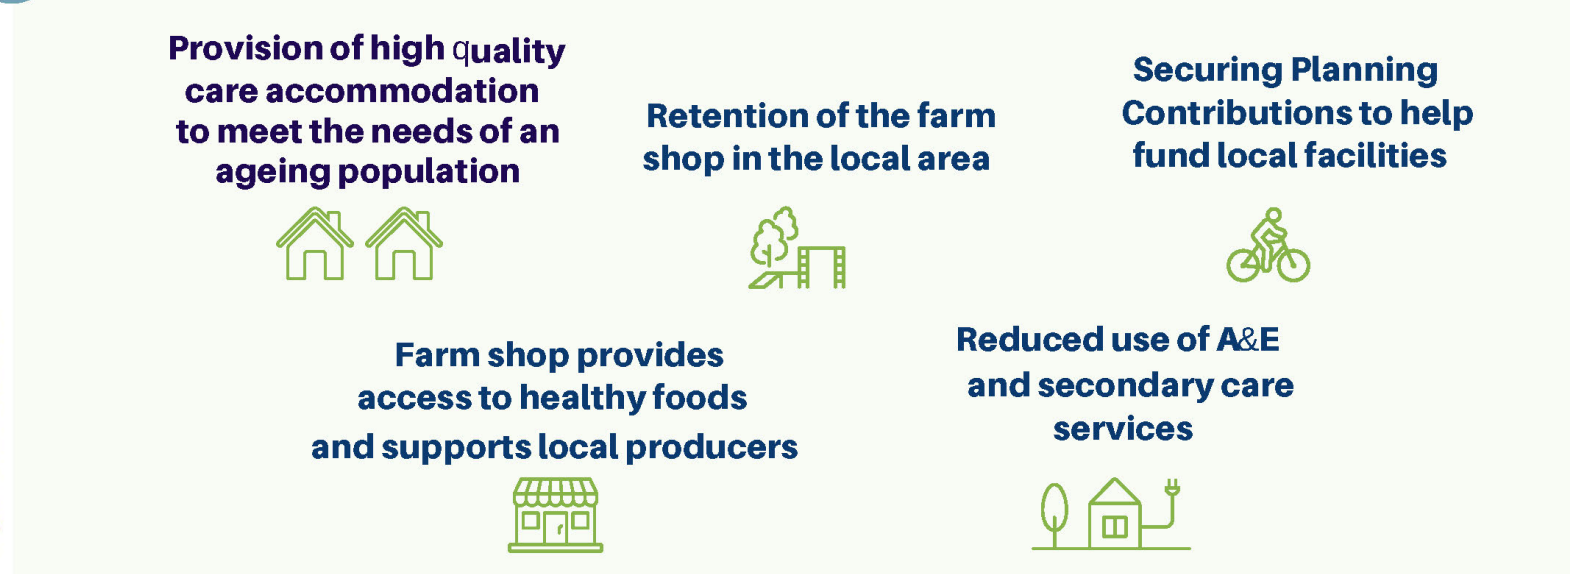 Provision of high quality
care accommodation
to meet the needs of an
ageing population
Retention of the farm
shop in the local area
Securing Planning
Contributions to help
fund local facilities
Farm shop provides
access to healthy foods
and supports local producers
Reduced use of A&E
and secondary care
services